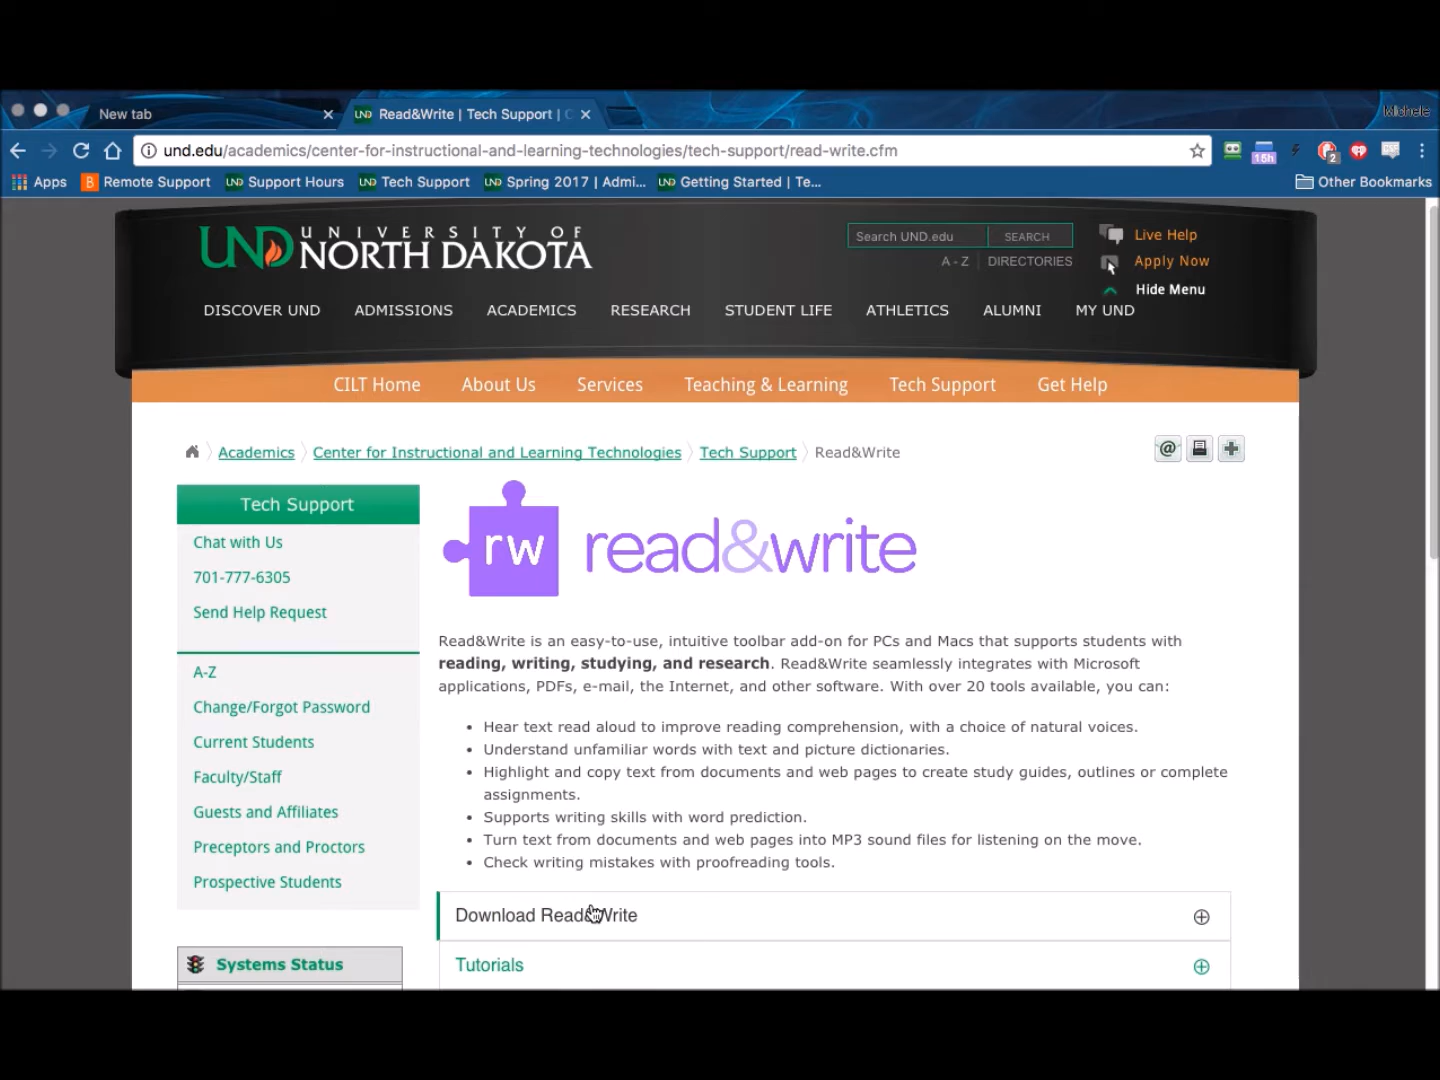 New tab
UND Read&Write | Tech Support | C
Michele
und.edu/academics/center-for-instructional-and-learning-technologies/tech-support/read-write.cfm
15h
2
Apps
B Remote Support
UND Support Hours
UND Tech Support
UND Spring 2017 | Admi...
UND Getting Started | Te...
Other Bookmarks
UND UNIVERSITY OF
NORTH DAKOTA
Search UND.edu
SEARCH
A - Z
DIRECTORIES
Live Help
Apply Now
Hide Menu
DISCOVER UND ADMISSIONS ACADEMICS RESEARCH STUDENT LIFE ATHLETICS ALUMNI MY UND
CILT Home About Us Services Teaching & Learning Tech Support Get Help
Academics Center for Instructional and Learning Technologies Tech Support Read&Write
@
Tech Support
Chat with Us
701-777-6305
Send Help Request
A-Z
Change/Forgot Password
Current Students
Faculty/Staff
Guests and Affiliates
Preceptors and Proctors
Prospective Students
Systems Status
rw read&write
Read&Write is an easy-to-use, intuitive toolbar add-on for PCs and Macs that supports students with
reading, writing, studying, and research. Read&Write seamlessly integrates with Microsoft
applications, PDFs, e-mail, the Internet, and other software. With over 20 tools available, you can:
• Hear text read aloud to improve reading comprehension, with a choice of natural voices.
• Understand unfamiliar words with text and picture dictionaries.
• Highlight and copy text from documents and web pages to create study guides, outlines or complete
assignments.
• Supports writing skills with word prediction.
• Turn text from documents and web pages into MP3 sound files for listening on the move.
• Check writing mistakes with proofreading tools.
Download Read&Write
Tutorials